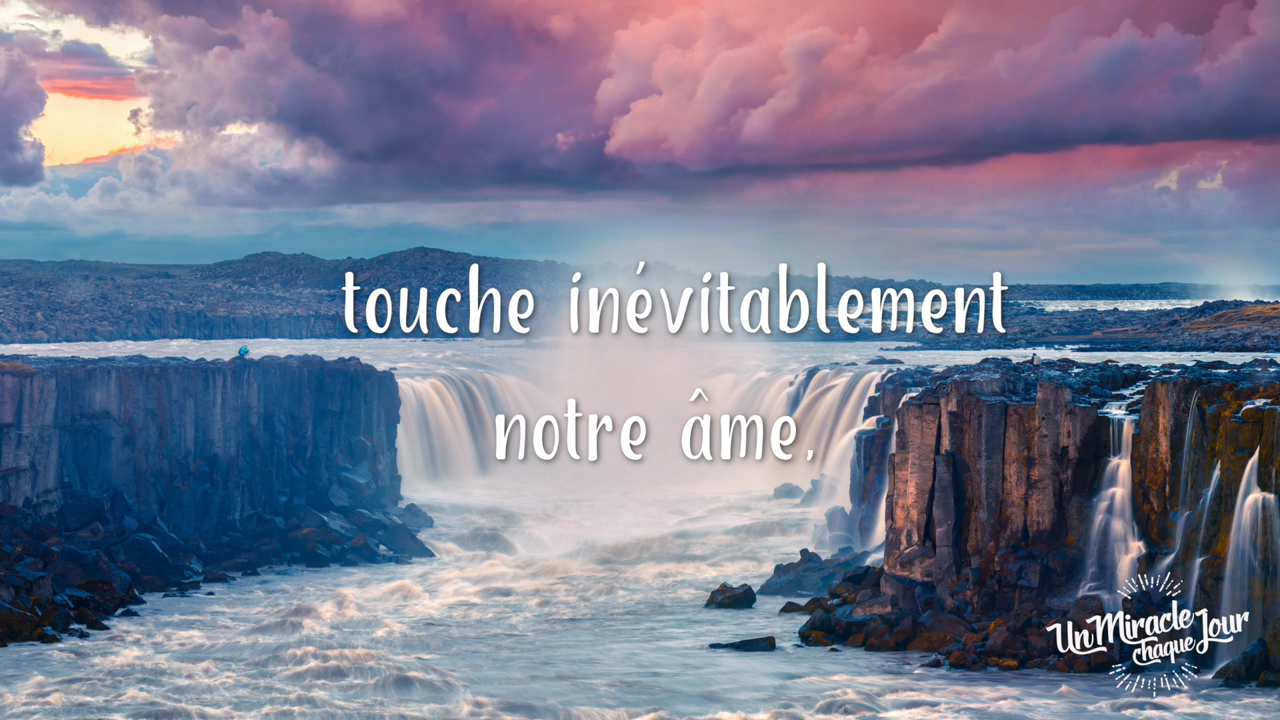 touche inévitablement
notre âme,
Un Miracle
chaque Jour